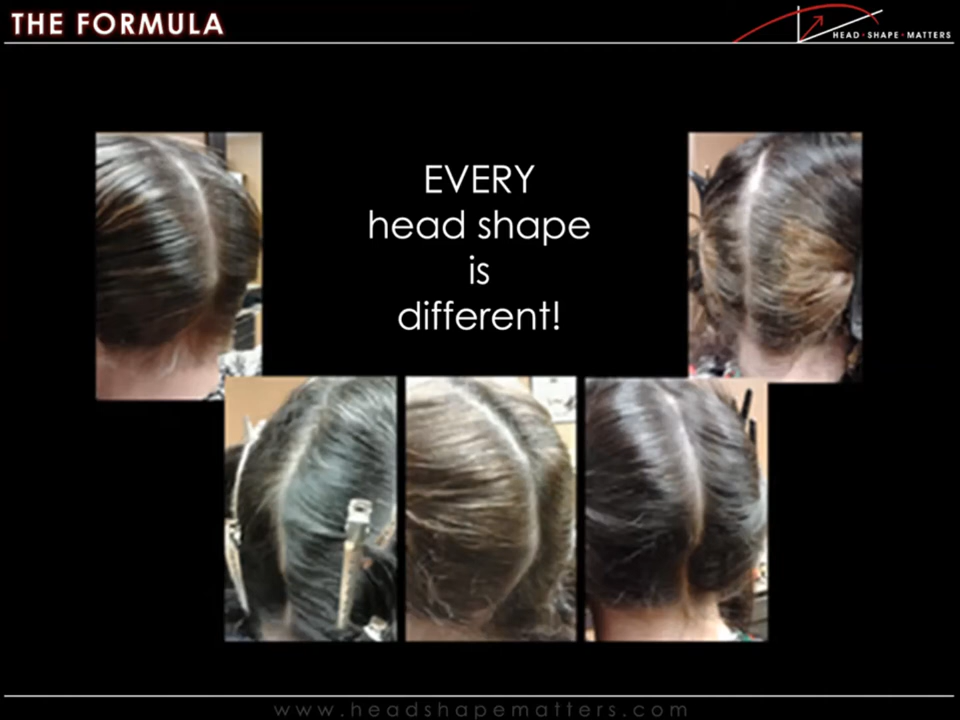 THE FORMULA
HEAD·SHAPE·MATTERS
EVERY
head shape
is
different!
www.headshapematters.com